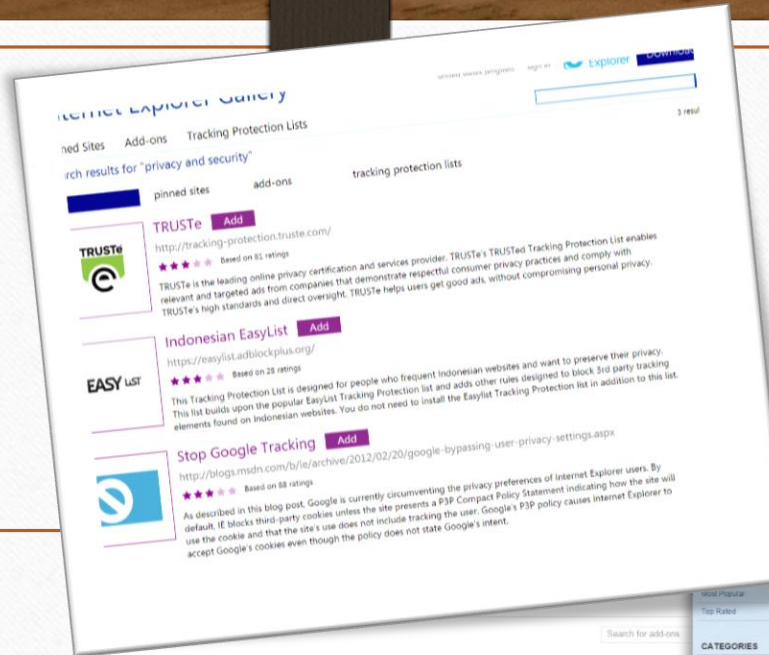 Internet Explorer Gallery
sign in
Explorer
Download
ned Sites Add-ons Tracking Protection Lists
rch results for "privacy and security"
3 resul
pinned sites add-ons tracking protection lists
TRUSTe Add
http://tracking-protection.truste.com/
TRUSTe
Based on 81 ratings
TRUSTe is the leading online privacy certification and services provider. TRUSTe's TRUSTed Tracking Protection List enables
relevant and targeted ads from companies that demonstrate respectful consumer privacy practices and comply with
TRUSTe's high standards and direct oversight. TRUSTe helps users get good ads, without compromising personal privacy.
Indonesian EasyList Add
https://easylist.adblockplus.org/
EASY LIST
Based on 28 ratings
This Tracking Protection List is designed for people who frequent Indonesian websites and want to preserve their privacy.
This list builds upon the popular EasyList Tracking Protection list and adds other rules designed to block 3rd party tracking
elements found on Indonesian websites. You do not need to install the Easylist Tracking Protection list in addition to this list.
Stop Google Tracking Add
http://blogs.msdn.com/b/ie/archive/2012/02/20/google-bypassing-user-privacy-settings.aspx
Based on 88 ratings
As described in this blog post, Google is currently circumventing the privacy preferences of Internet Explorer users. By
default, IE blocks third-party cookies unless the site presents a P3P Compact Policy Statement indicating how the site will
use the cookie and that the site's use does not include tracking the user. Google's P3P policy causes Internet Explorer to
accept Google's cookies even though the policy does not state Google's intent.
Most Popular
Top Rated
Search for add-ons
CATEGORIES